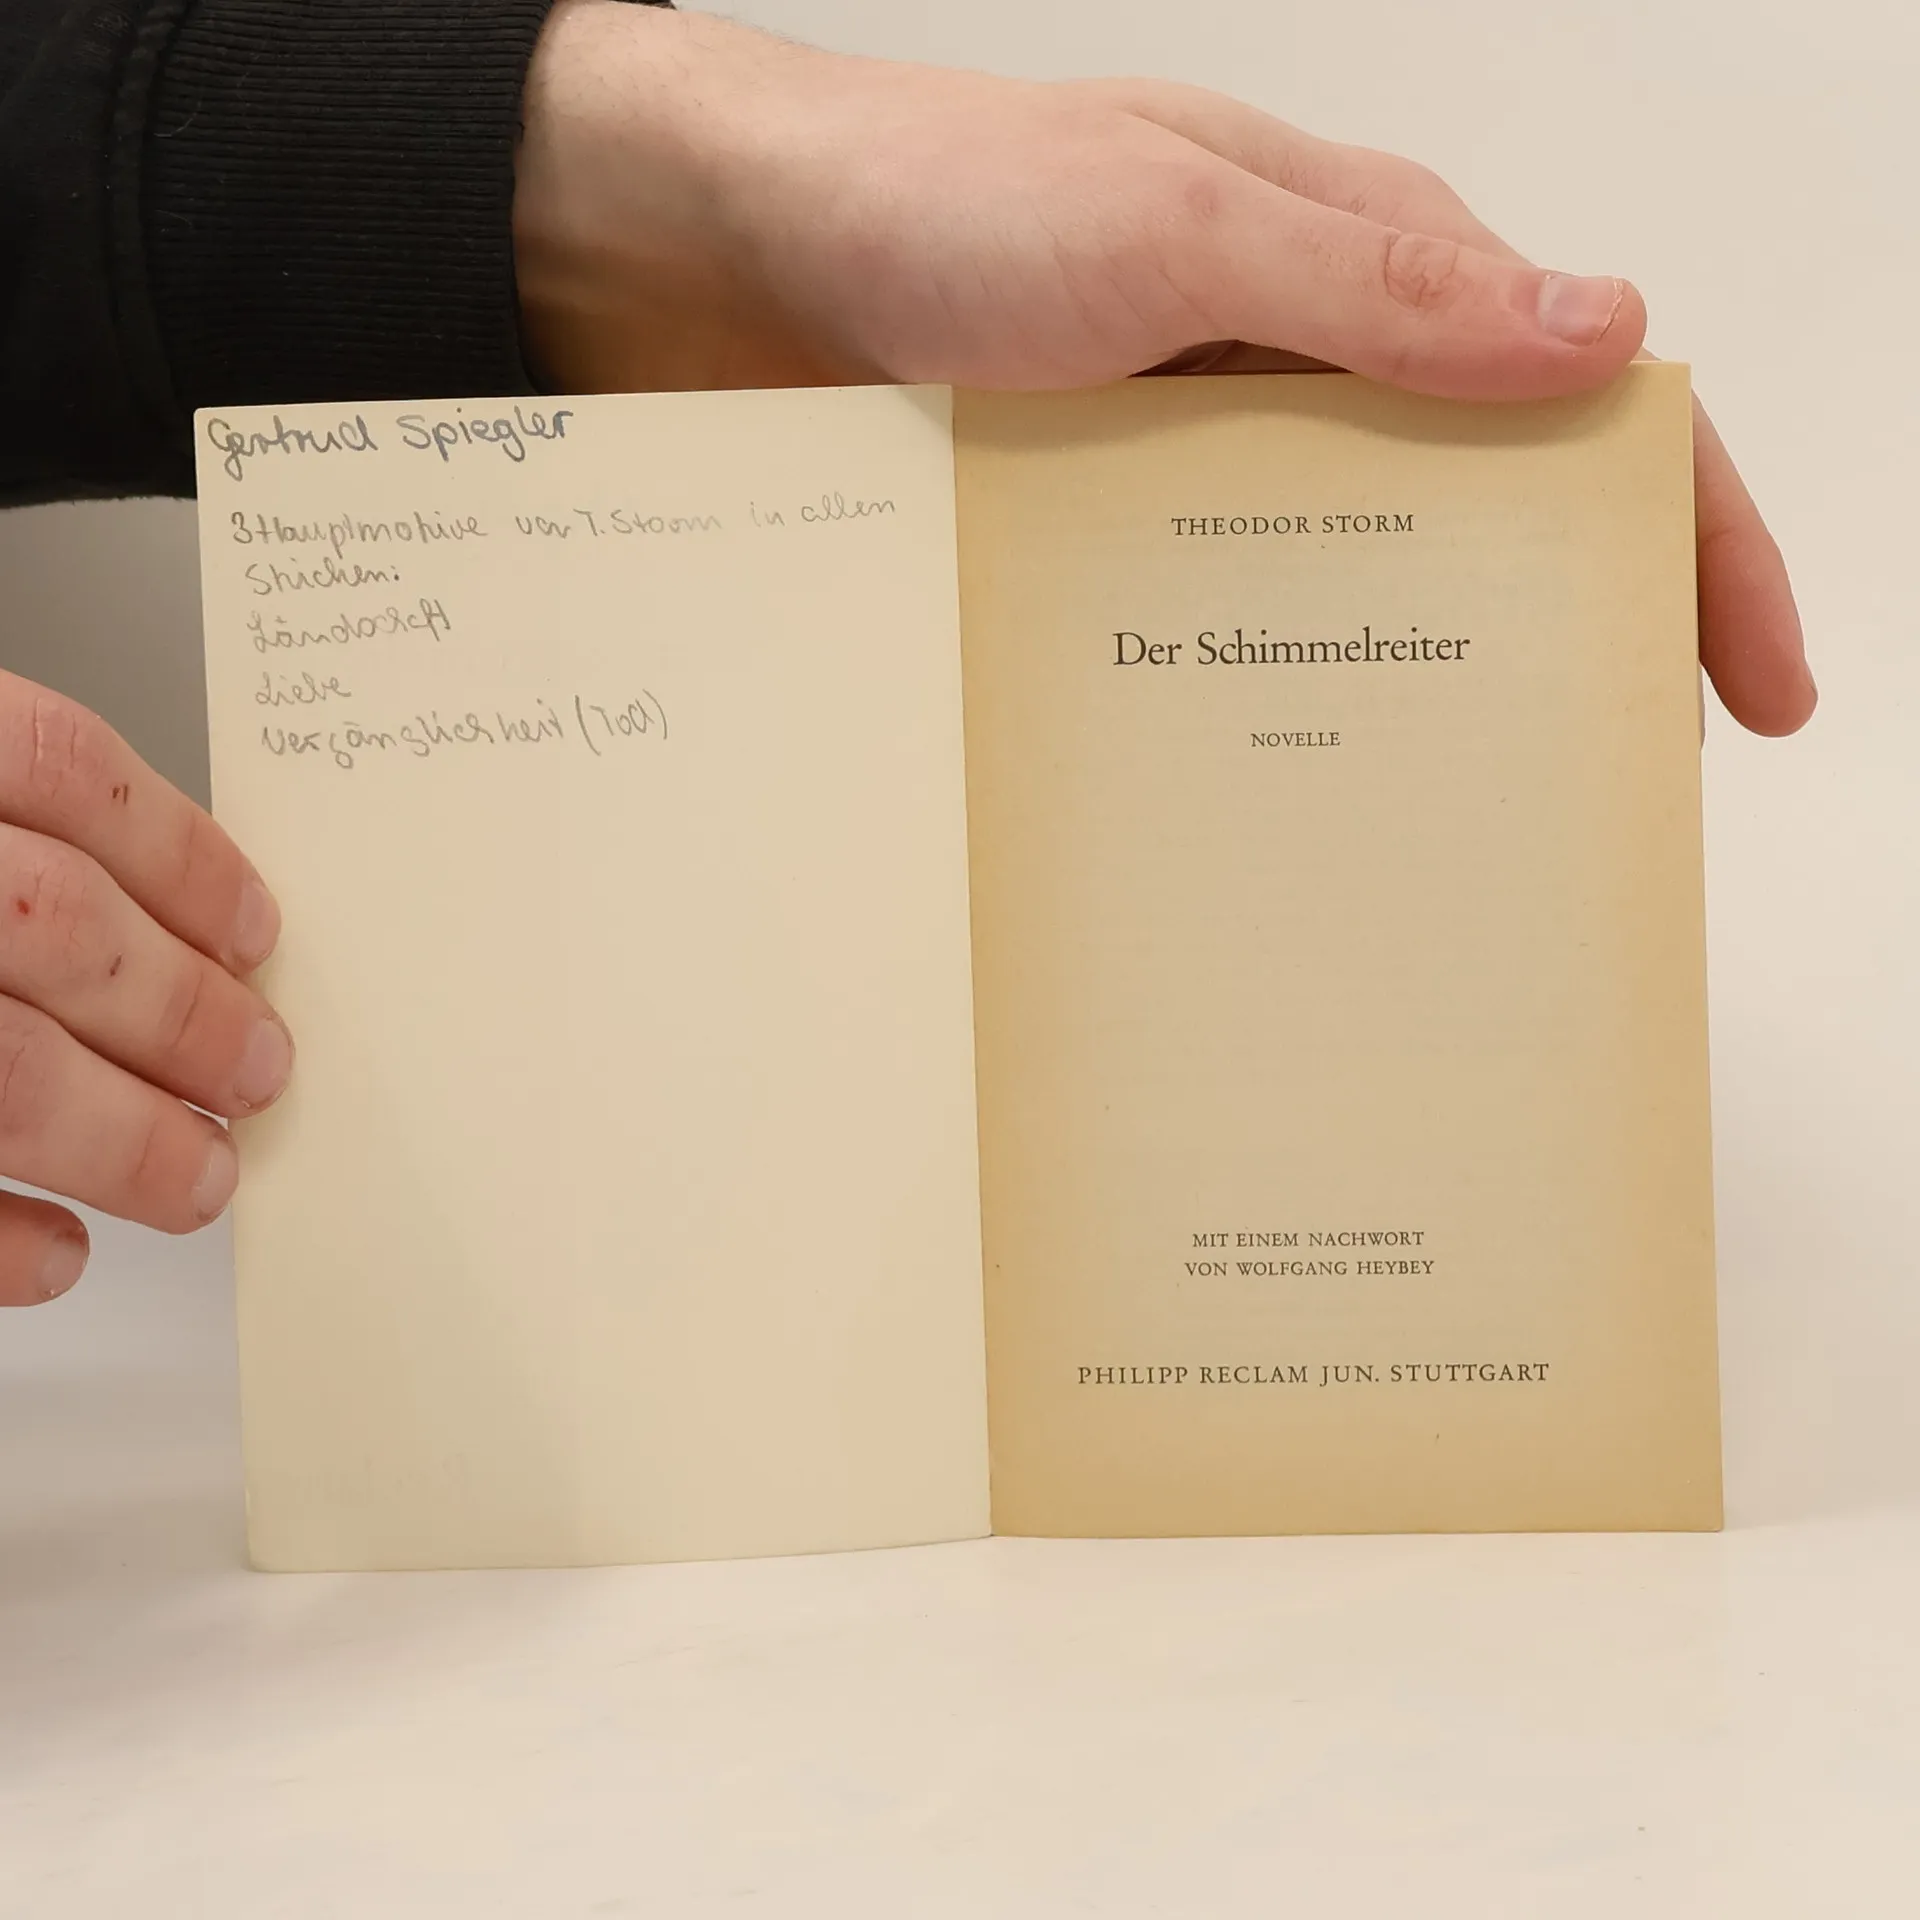 Gertrud Spiegler
3 Hauptmotive von T. Storm in allen
Stücken:
Landschaft
Liebe
Vergänglichkeit (Tod)
THEODOR STORM
Der Schimmelreiter
NOVELLE
MIT EINEM NACHWORT
VON WOLFGANG HEYBEY
PHILIPP RECLAM JUN. STUTTGART